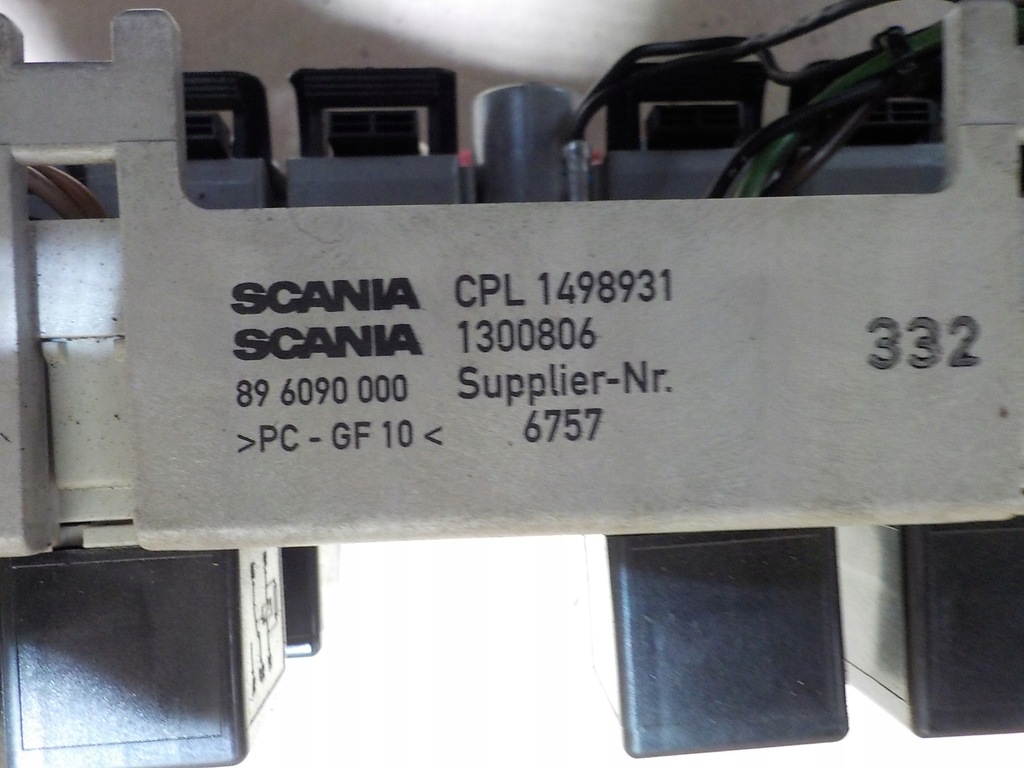 SCANIA CPL 1498931
SCANIA 1300806
89 6090 000 Supplier-Nr.
>PC - GF 10 < 6757
332